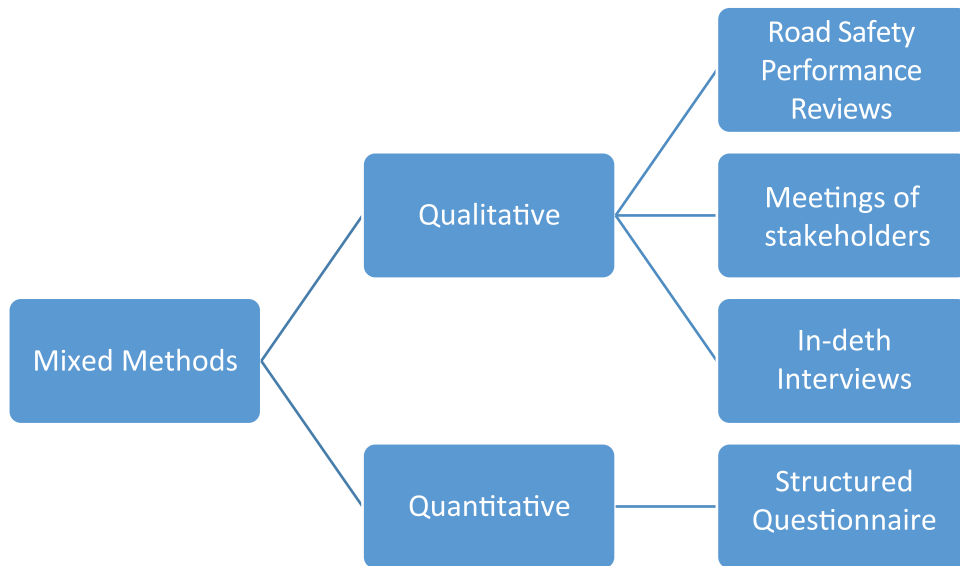 Road Safety
Performance
Reviews
Qualitative
Meetings of
stakeholders
Mixed Methods
In-deth
Interviews
Quantitative
Structured
Questionnaire